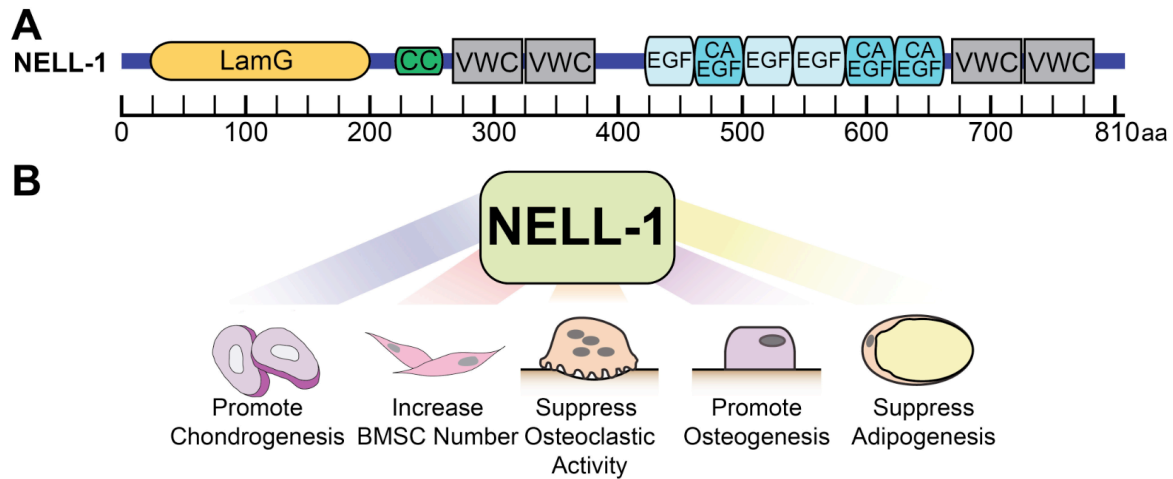 A
NELL-1
LamG
CC
VWC
VWC
EGF
CA
EGF
EGF
EGF
CA
EGF
CA
EGF
VWC
VWC
0 100 200 300 400 500 600 700 810 aa
B
NELL-1
Promote
Chondrogenesis
Increase
BMSC Number
Suppress
Osteoclastic
Activity
Promote
Osteogenesis
Suppress
Adipogenesis